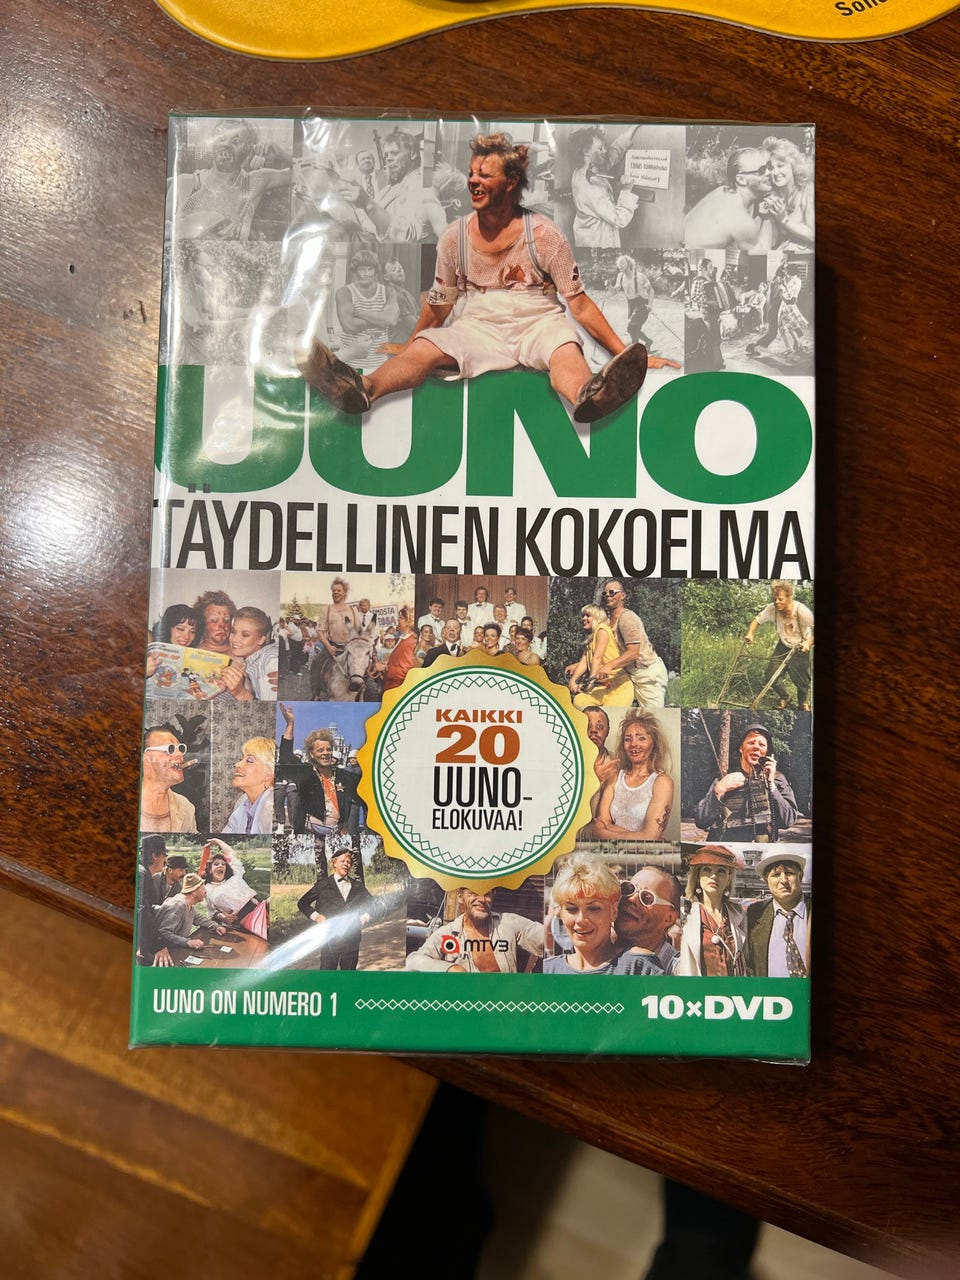 UUNO
TÄYDELLINEN KOKOELMA
KAIKKI
20
UUNO-
ELOKUVAA!
MTV3
UUNO ON NUMERO 1
10×DVD